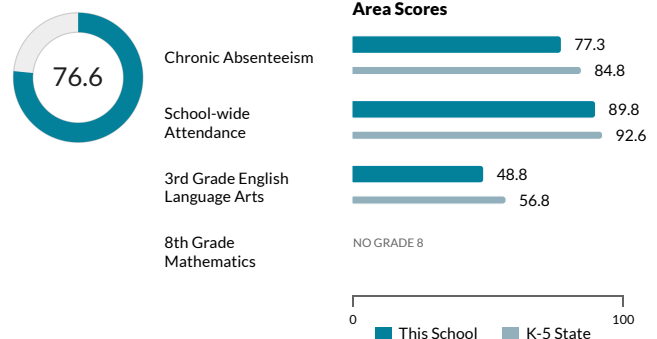 Area Scores
76.6
Chronic Absenteeism
77.3
84.8
School-wide
Attendance
89.8
92.6
3rd Grade English
Language Arts
48.8
56.8
8th Grade
Mathematics
NO GRADE 8
0
100
This School
K-5 State